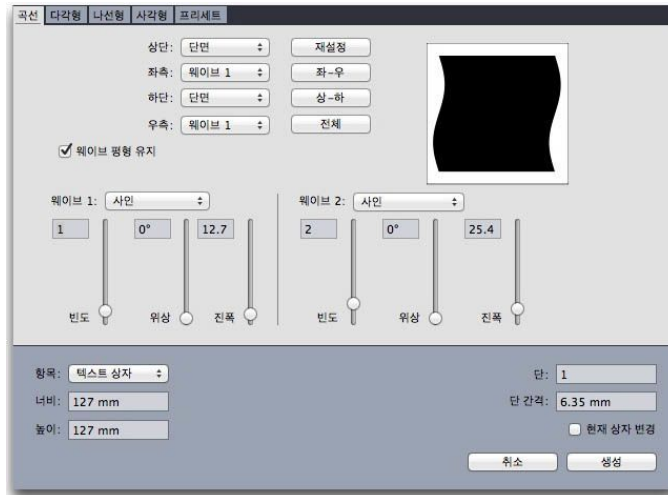 곡선 다각형 나선형 사각형 프리세트
상단: 단면 재설정
좌측: 웨이브 1 좌-우
하단: 단면 상-하
우측: 웨이브 1 전체
웨이브 평형 유지
웨이브 1: 사인 웨이브 2: 사인
1 0° 12.7 2 0° 25.4
빈도 위상 진폭 빈도 위상 진폭
항목: 텍스트 상자 단: 1
너비: 127 mm 단 간격: 6.35 mm
높이: 127 mm 현재 상자 변경
취소 생성